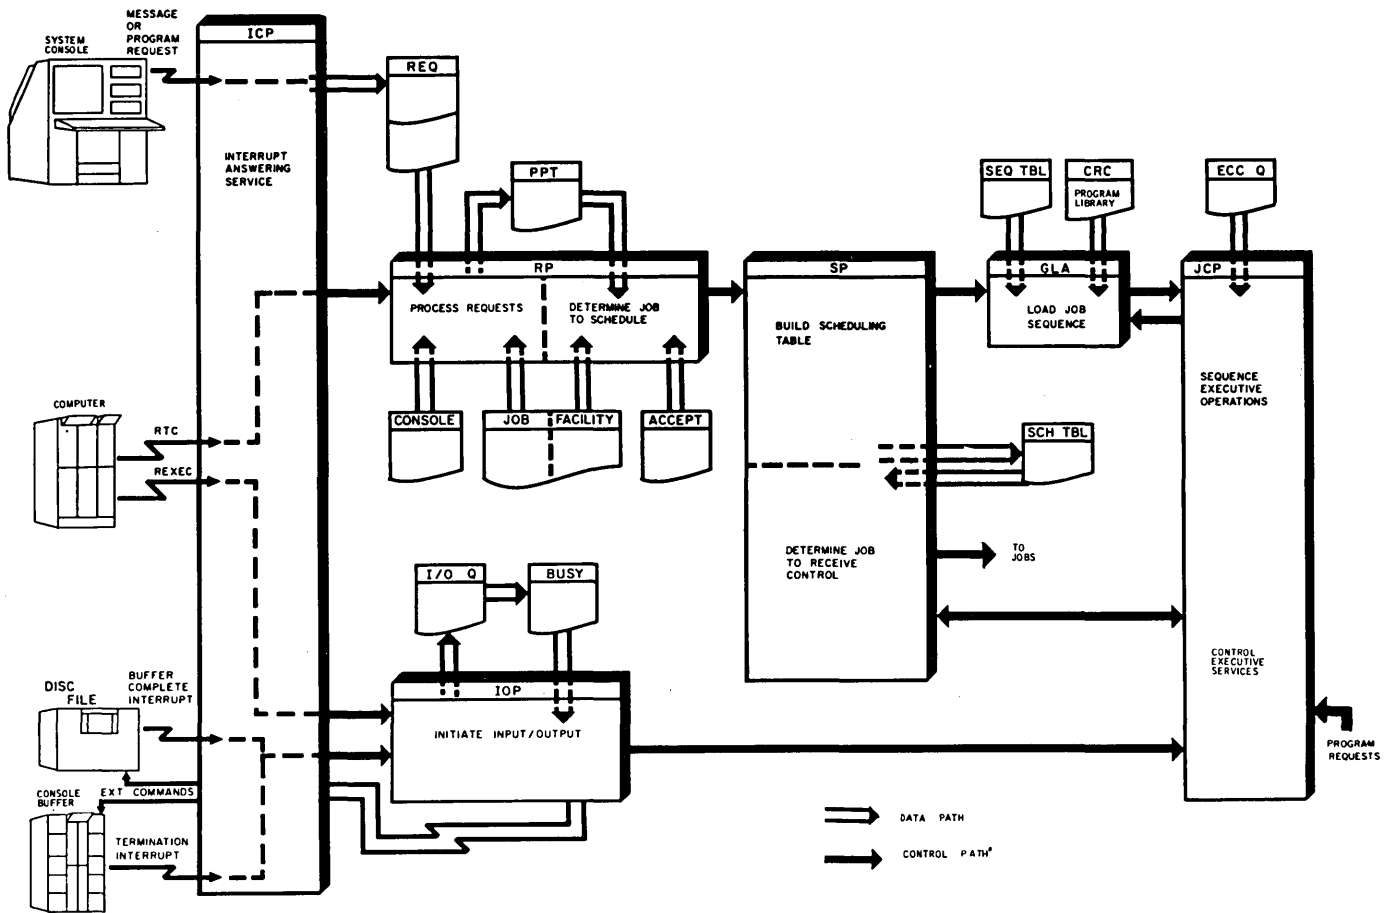 MESSAGE
OR
PROGRAM
REQUEST
SYSTEM
CONSOLE
ICP
INTERRUPT
ANSWERING
SERVICE
REQ
PPT
SEQ TBL
CRC
PROGRAM
LIBRARY
ECC Q
RP
PROCESS REQUESTS
DETERMINE JOB
TO SCHEDULE
SP
BUILD SCHEDULING
TABLE
GLA
LOAD JOB
SEQUENCE
JCP
SEQUENCE
EXECUTIVE
OPERATIONS
COMPUTER
RTC
REXEC
CONSOLE
JOB
FACILITY
ACCEPT
SCH TBL
DETERMINE JOB
TO RECEIVE
CONTROL
TO
JOBS
I/O Q
BUSY
CONTROL
EXECUTIVE
SERVICES
DISC
FILE
BUFFER
COMPLETE
INTERRUPT
IOP
INITIATE INPUT/OUTPUT
PROGRAM
REQUESTS
EXT COMMANDS
CONSOLE
BUFFER
TERMINATION
INTERRUPT
DATA PATH
CONTROL PATH